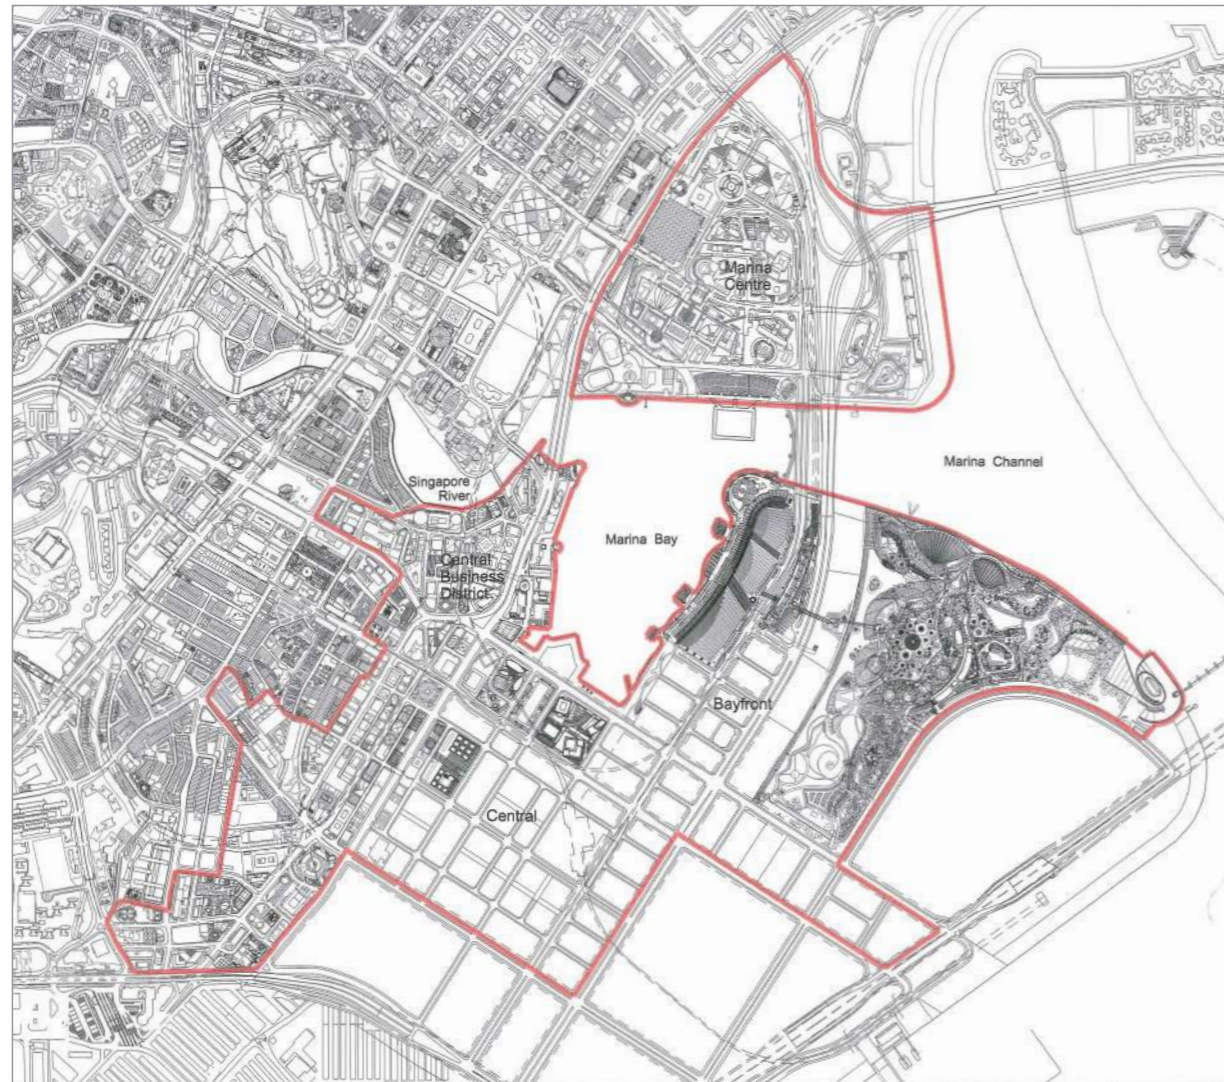 Marina
Centre
Marina Channel
Singapore
River
Marina Bay
Central
Business
District
Bayfront
Central